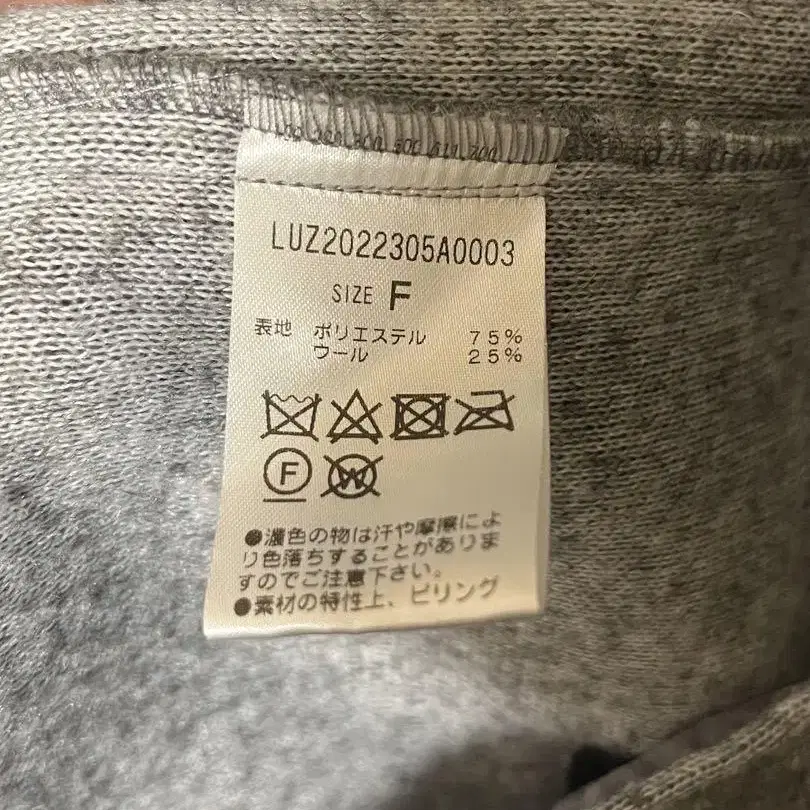 LUZ2022305A0003
SIZE F
表地 ポリエステル 75%
ウール 25%
F W
●濃色の物は汗や摩擦によ
り色落ちすることがありま
すのでご注意下さい。
●素材の特性上、ピリング